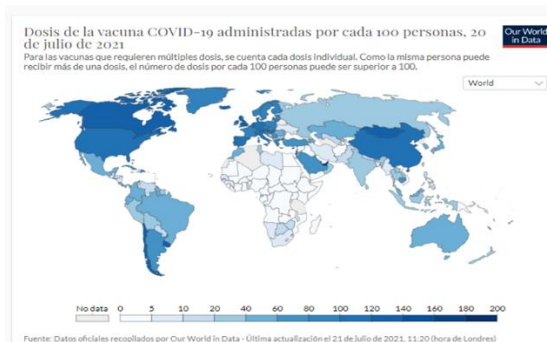 Dosis de la vacuna COVID-19 administradas por cada 100 personas, 20
de julio de 2021
Our World
in Data
Para las vacunas que requieren múltiples dosis, se cuenta cada dosis individual. Como la misma persona puede
recibir más de una dosis, el número de dosis por cada 100 personas puede ser superior a 100.
World
No data 0 5 10 20 40 60 80 100 120 140 160 180 200
Fuente: Datos oficiales recopilados por Our World in Data - Última actualización el 21 de julio de 2021, 11:20 (hora de Londres)